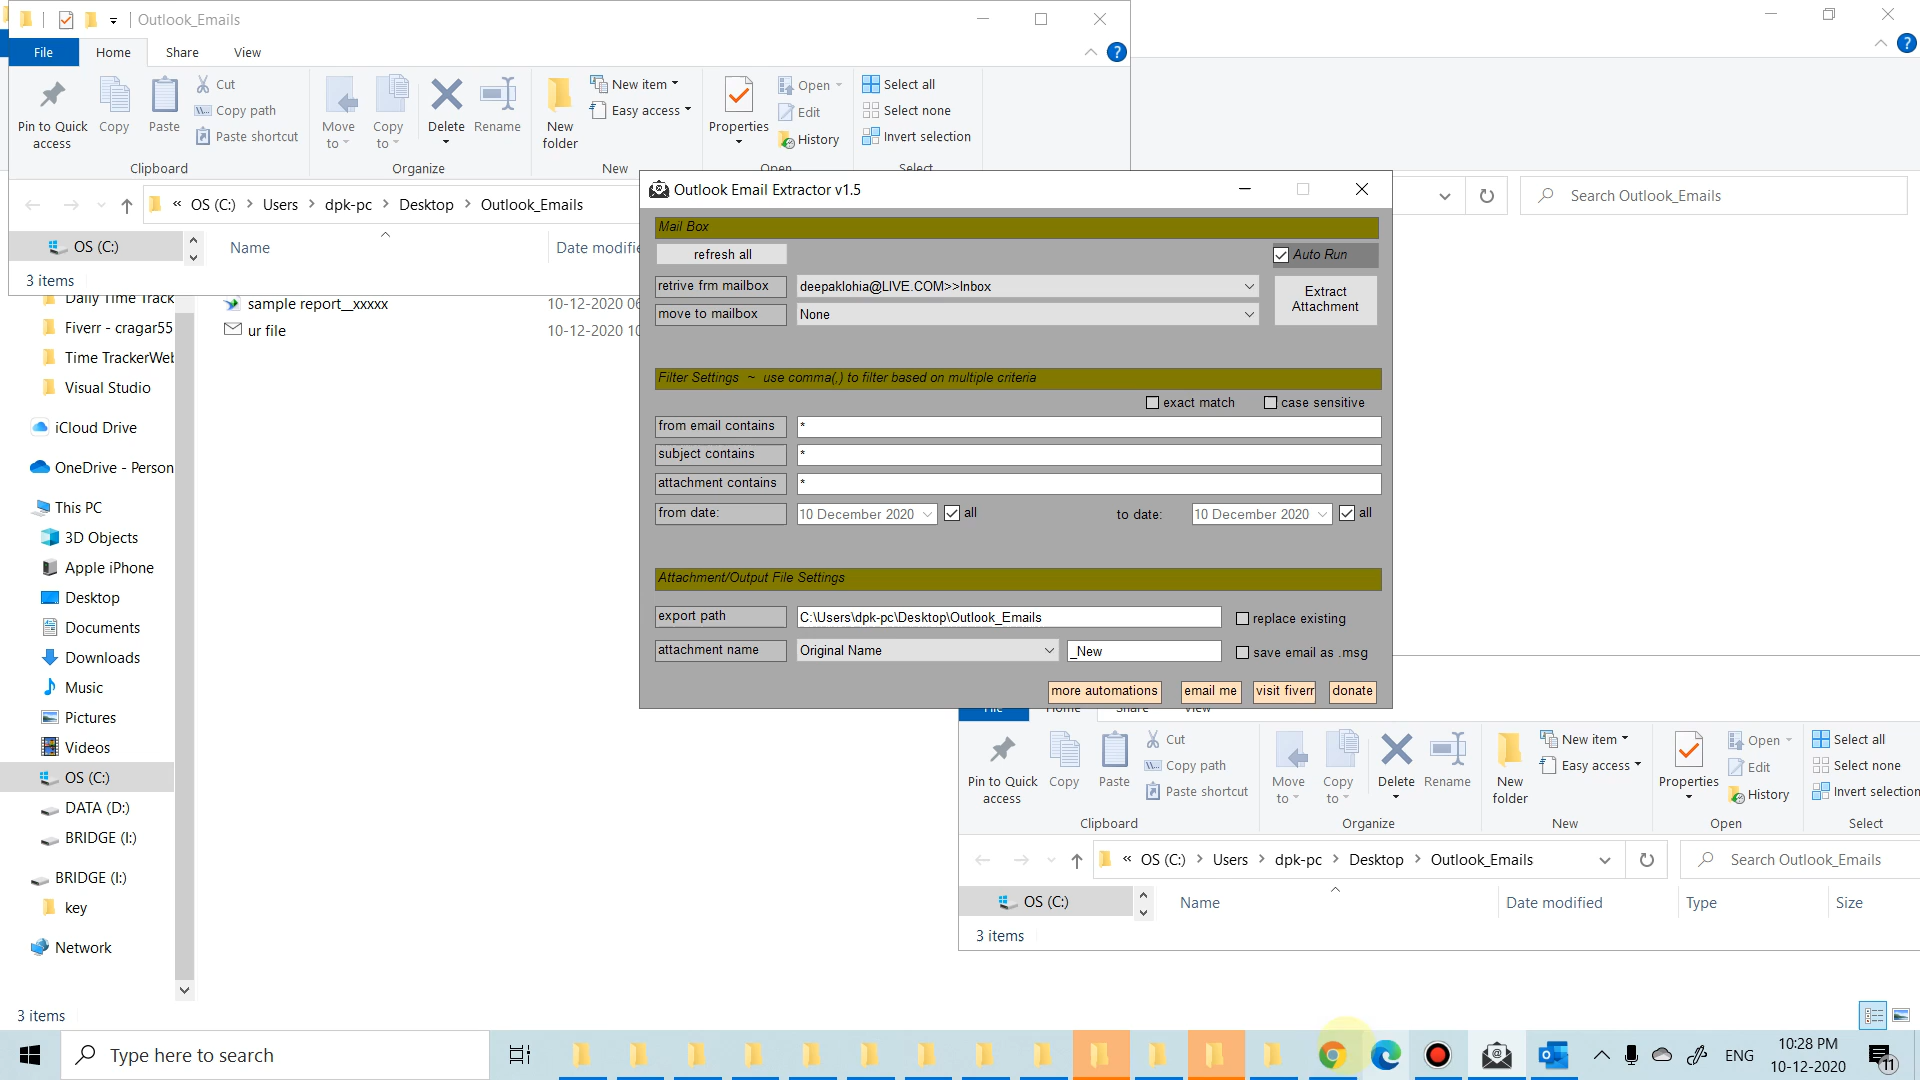 Outlook_Emails
File Home Share View
Pin to Quick access
Copy
Paste
Cut
Copy path
Paste shortcut
Clipboard
Move to
Copy to
Delete
Rename
Organize
New folder
New item
Easy access
New
Properties
Open
Edit
History
Open
Select all
Select none
Invert selection
Select
« OS (C:) > Users > dpk-pc > Desktop > Outlook_Emails
Search Outlook_Emails
OS (C:)
Name
Date modifie
3 items
Daily Time Track
Fiverr - cragar55
Time TrackerWeb
Visual Studio
iCloud Drive
OneDrive - Person
This PC
3D Objects
Apple iPhone
Desktop
Documents
Downloads
Music
Pictures
Videos
OS (C:)
DATA (D:)
BRIDGE (I:)
BRIDGE (I:)
key
Network
3 items
sample report__xxxxx 10-12-2020 06
ur file 10-12-2020 10
Outlook Email Extractor v1.5
Mail Box
refresh all
Auto Run
retrive frm mailbox deepaklohia@LIVE.COM>>Inbox
move to mailbox None
Extract
Attachment
Filter Settings ~ use comma(,) to filter based on multiple criteria
exact match case sensitive
from email contains *
subject contains *
attachment contains *
from date: 10 December 2020 all to date: 10 December 2020 all
Attachment/Output File Settings
export path C:\Users\dpk-pc\Desktop\Outlook_Emails replace existing
attachment name Original Name _New save email as .msg
more automations email me visit fiverr donate
File Home Share View
Pin to Quick access
Copy
Paste
Cut
Copy path
Paste shortcut
Clipboard
Move to
Copy to
Delete
Rename
Organize
New folder
New item
Easy access
New
Properties
Open
Edit
History
Open
Select all
Select none
Invert selection
Select
« OS (C:) > Users > dpk-pc > Desktop > Outlook_Emails
Search Outlook_Emails
OS (C:)
Name Date modified Type Size
3 items
Type here to search
ENG
10:28 PM
10-12-2020
11